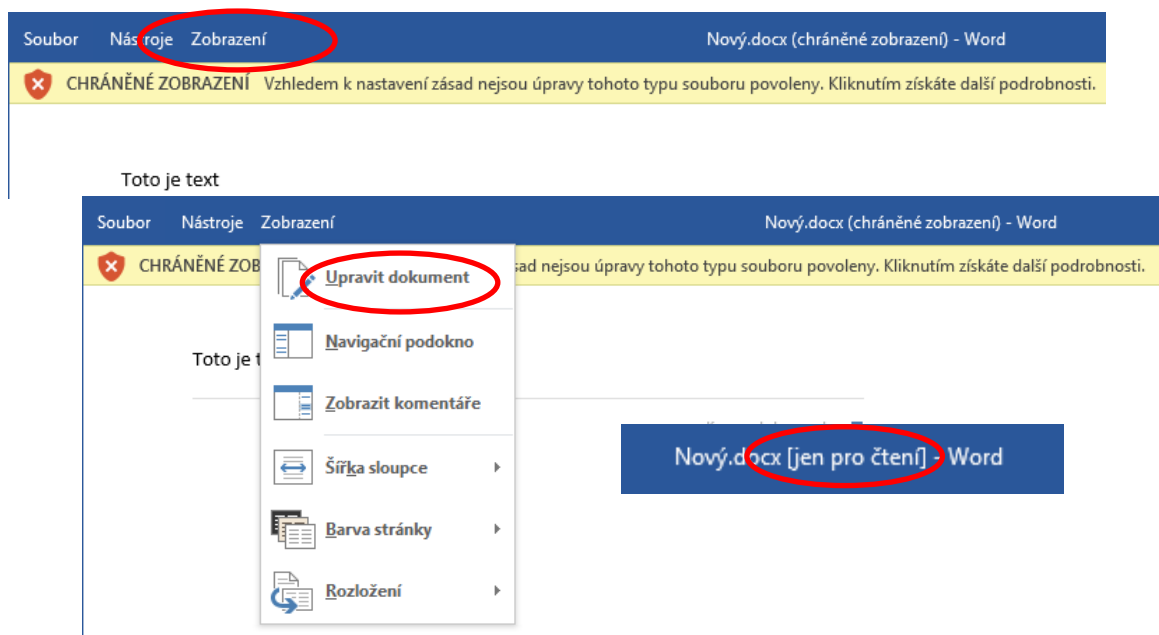 Soubor Nástroje Zobrazení Nový.docx (chráněné zobrazení) - Word
CHRÁNĚNÉ ZOBRAZENÍ Vzhledem k nastavení zásad nejsou úpravy tohoto typu souboru povoleny. Kliknutím získáte další podrobnosti.
Toto je text
Soubor Nástroje Zobrazení Nový.docx (chráněné zobrazení) - Word
CHRÁNĚNÉ ZOB sad nejsou úpravy tohoto typu souboru povoleny. Kliknutím získáte další podrobnosti.
Upravit dokument
Navigační podokno
Toto je t
Zobrazit komentáře
Nový.docx [jen pro čtení] - Word
Šířka sloupce
Barva stránky
Rozložení